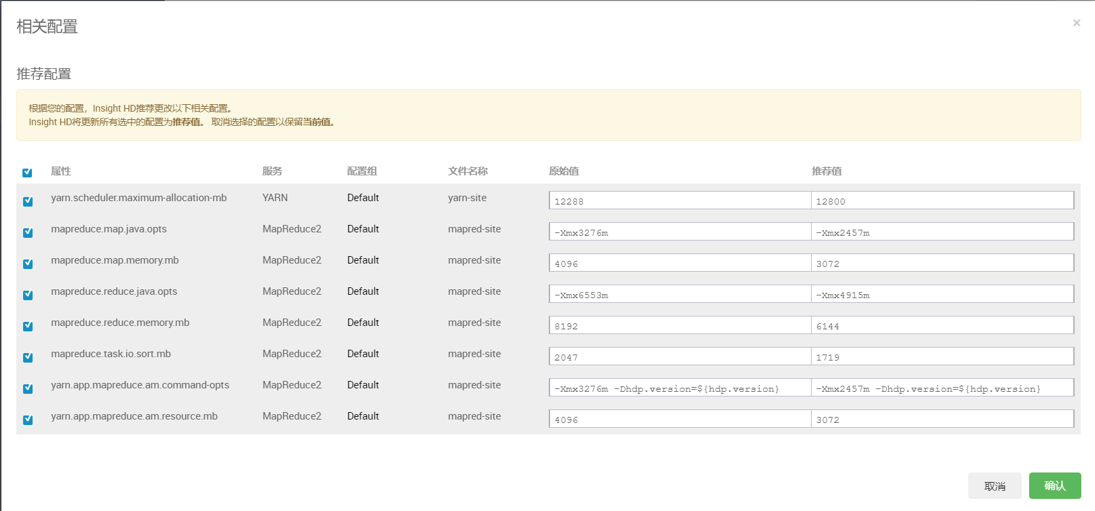 相关配置
×
推荐配置
根据您的配置，Insight HD推荐更改以下相关配置。
Insight HD将更新所有选中的配置为推荐值。 取消选择的配置以保留当前值。
属性 服务 配置组 文件名称 原始值 推荐值
yarn.scheduler.maximum-allocation-mb YARN Default yarn-site 12288 12800
mapreduce.map.java.opts MapReduce2 Default mapred-site -Xmx3276m -Xmx2457m
mapreduce.map.memory.mb MapReduce2 Default mapred-site 4096 3072
mapreduce.reduce.java.opts MapReduce2 Default mapred-site -Xmx6553m -Xmx4915m
mapreduce.reduce.memory.mb MapReduce2 Default mapred-site 8192 6144
mapreduce.task.io.sort.mb MapReduce2 Default mapred-site 2047 1719
yarn.app.mapreduce.am.command-opts MapReduce2 Default mapred-site -Xmx3276m -Dhdp.version=${hdp.version} -Xmx2457m -Dhdp.version=${hdp.version}
yarn.app.mapreduce.am.resource.mb MapReduce2 Default mapred-site 4096 3072
取消 确认